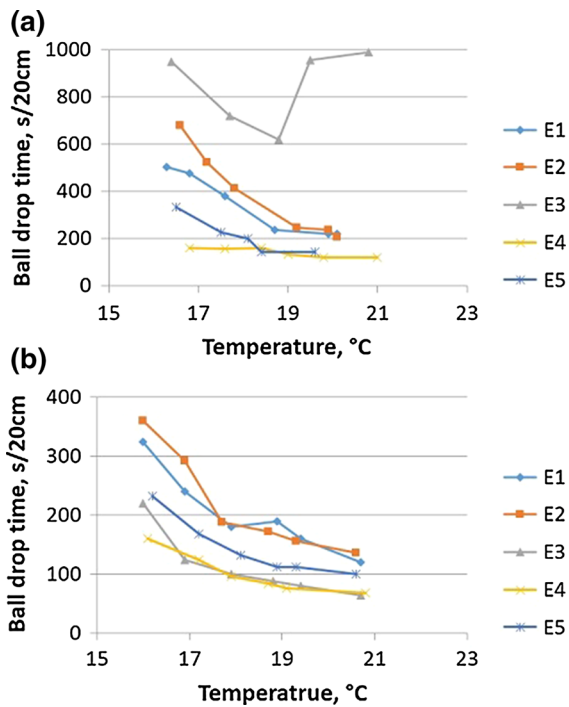 (a)
Ball drop time, s/20cm
1000
800
600
400
200
0
15 17 19 21 23
Temperature, °C
E1
E2
E3
E4
E5
(b)
Ball drop time, s/20cm
400
300
200
100
0
15 17 19 21 23
Temperatrue, °C
E1
E2
E3
E4
E5